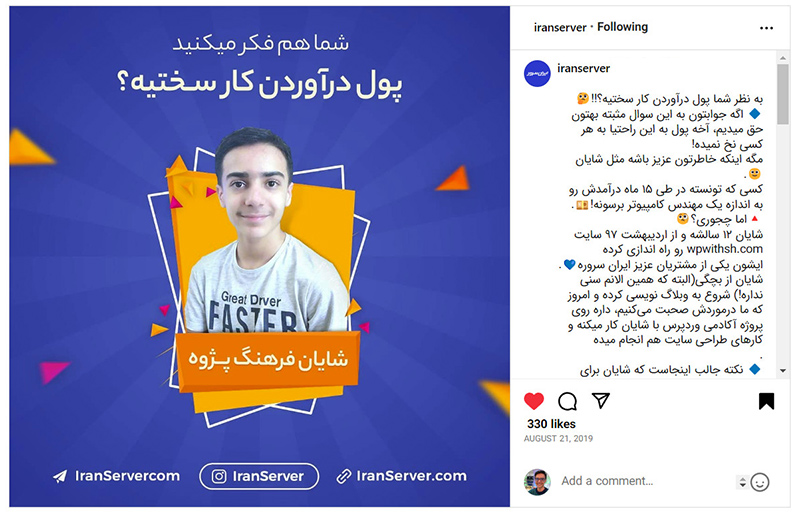 شما هم فکر میکنید
پول درآوردن کار سختیه؟
Great Drver
FASTER
شایان فرهنگ پژوه
IranServercom
IranServer
IranServer.com
iranserver • Following
ایران سرور
iranserver
به نظر شما پول درآوردن کار سختیه؟!!🤔
🔷 اگه جوابتون به این سوال مثبته بهتون
حق میدیم، آخه پول به این راحتیا به هر
کسی نخ نمیده!
مگه اینکه خاطرتون عزیز باشه مثل شایان
🙂.
کسی که تونسته در طی ۱۵ ماه درآمدش رو
به اندازه یک مهندس کامپیوتر برسونه!💴.
🔺اما چجوری؟🤔
شایان ۱۲ سالشه و از اردیبهشت ۹۷ سایت
wpwithsh.com رو راه اندازی کرده
ایشون یکی از مشتریان عزیز ایران سروره💙.
شایان از بچگی(البته که همین الانم سنی
نداره!) شروع به وبلاگ نویسی کرده و امروز
که ما درموردش صحبت می‌کنیم، داره روی
پروژه آکادمی وردپرس با شایان کار میکنه و
کارهای طراحی سایت هم انجام میده
.
🔷 نکته جالب اینجاست که شایان برای
330 likes
AUGUST 21, 2019
Add a comment...